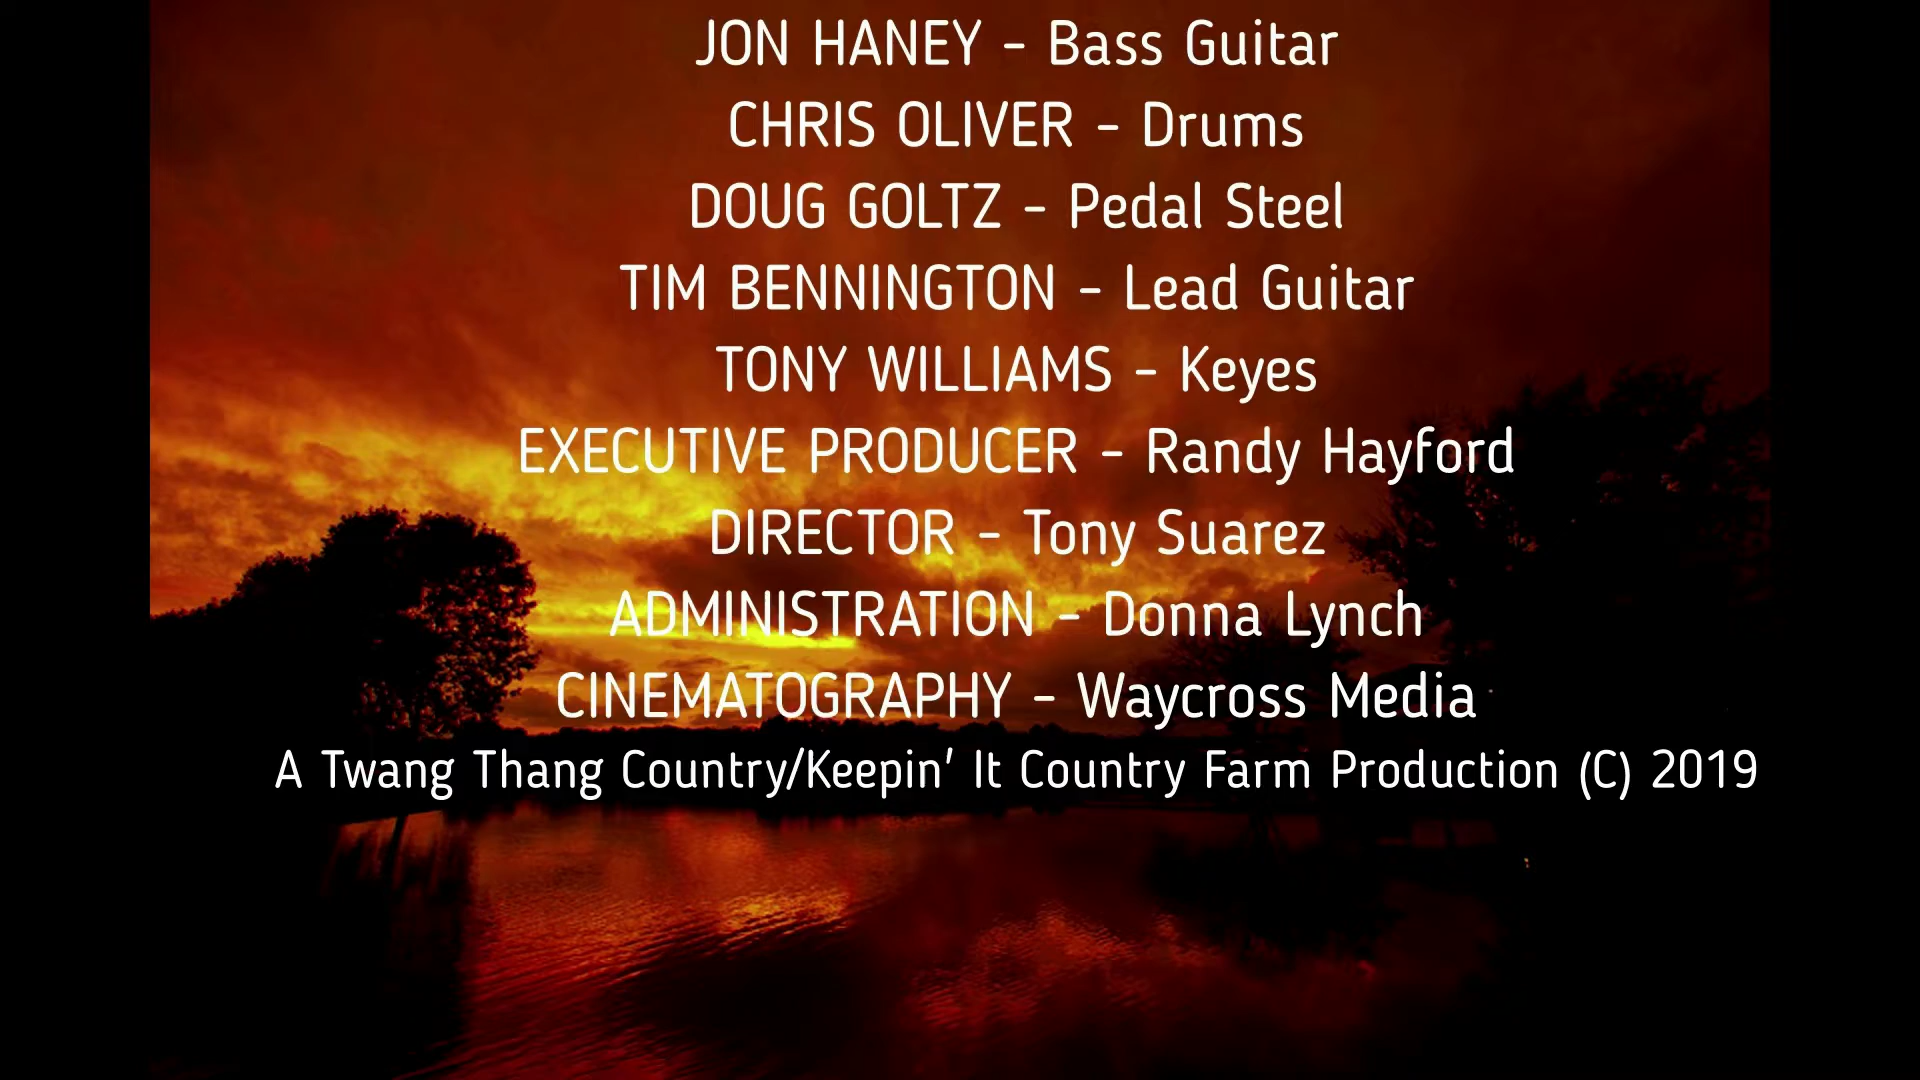 JON HANEY - Bass Guitar
CHRIS OLIVER - Drums
DOUG GOLTZ - Pedal Steel
TIM BENNINGTON - Lead Guitar
TONY WILLIAMS - Keyes
EXECUTIVE PRODUCER - Randy Hayford
DIRECTOR - Tony Suarez
ADMINISTRATION - Donna Lynch
CINEMATOGRAPHY - Waycross Media
A Twang Thang Country/Keepin' It Country Farm Production (C) 2019